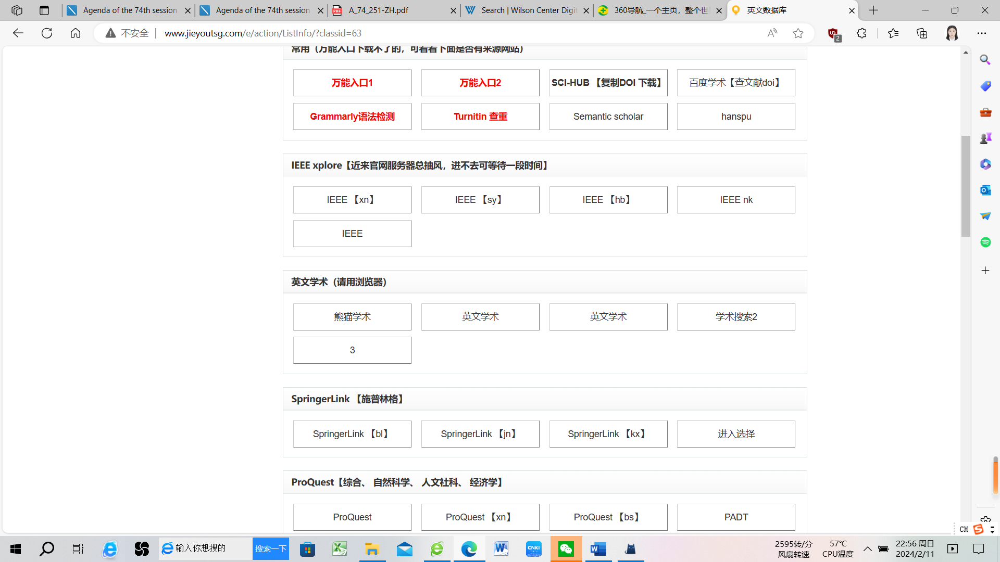 Agenda of the 74th session
Agenda of the 74th session
A_74_251-ZH.pdf
Search | Wilson Center Digit
360导航_一个主页，整个世
英文数据库
不安全
www.jieyoutsg.com/e/action/ListInfo/?classid=63
2
常用（万能入口下载不了的，可看看下面是否有来源网站）
万能入口1
万能入口2
SCI-HUB 【复制DOI 下载】
百度学术【查文献doi】
Grammarly语法检测
Turnitin 查重
Semantic scholar
hanspu
IEEE xplore【近来官网服务器总抽风，进不去可等待一段时间】
IEEE 【xn】
IEEE 【sy】
IEEE 【hb】
IEEE nk
IEEE
英文学术（请用浏览器）
熊猫学术
英文学术
英文学术
学术搜索2
3
SpringerLink 【施普林格】
SpringerLink 【bl】
SpringerLink 【jn】
SpringerLink 【kx】
进入选择
ProQuest【综合、 自然科学、 人文社科、 经济学】
ProQuest
ProQuest 【xn】
ProQuest 【bs】
PADT
CH
输入你想搜的
搜索一下
CNKI
2595转/分
风扇转速
57℃
CPU温度
22:56 周日
2024/2/11